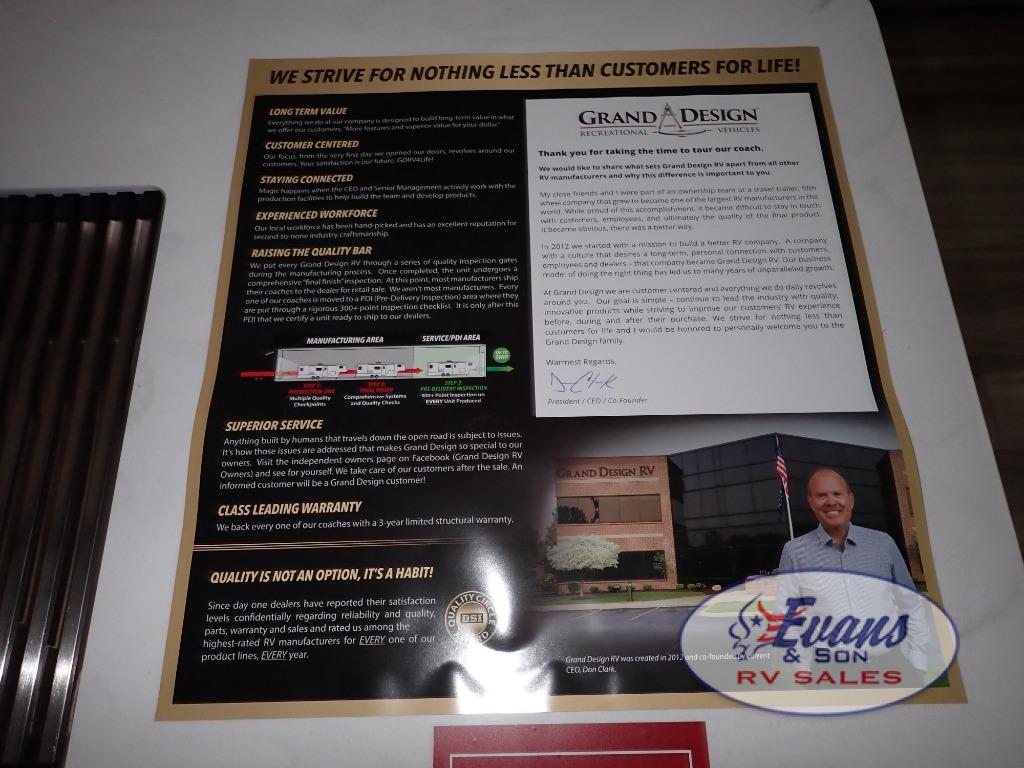 WE STRIVE FOR NOTHING LESS THAN CUSTOMERS FOR LIFE!
LONG TERM VALUE
Everything we do at our company is designed to build long-term value in what
we offer our customers, "More features and superior value for your dollar."
CUSTOMER CENTERED
Our focus, from the very first day we opened our doors, revolves around our
customers. Your satisfaction is our future. GDRV4Life!
STAYING CONNECTED
Magic happens when the CEO and Senior Management actively work with the
production facilities to help build the team and develop products.
EXPERIENCED WORKFORCE
Our local workforce has been hand-picked and has an excellent reputation for
second-to-none industry craftsmanship.
RAISING THE QUALITY BAR
We put every Grand Design RV through a series of quality inspection gates
during the manufacturing process. Once completed, the unit undergoes a
comprehensive "final finish" inspection. At this point, most manufacturers ship
their coaches to the dealer for retail sale. We aren't most manufacturers. Every
one of our coaches is moved to a PDI (Pre-Delivery Inspection) area where they
are put through a rigorous 300+ point inspection checklist. It is only after this
PDI that we certify a unit ready to ship to our dealers.
MANUFACTURING AREA
SERVICE/PDI AREA
OK TO
SHIP
STEP 1:
PRODUCTION LINE
Multiple Quality
Checkpoints
STEP 2:
FINAL FINISH
Comprehensive Systems
and Quality Checks
STEP 3:
PRE-DELIVERY INSPECTION
300+ Point Inspection on
EVERY Unit Produced
SUPERIOR SERVICE
Anything built by humans that travels down the open road is subject to issues.
It's how those issues are addressed that makes Grand Design so special to our
owners. Visit the independent owners page on Facebook (Grand Design RV
Owners) and see for yourself. We take care of our customers after the sale. An
informed customer will be a Grand Design customer!
CLASS LEADING WARRANTY
We back every one of our coaches with a 3-year limited structural warranty.
QUALITY IS NOT AN OPTION, IT'S A HABIT!
Since day one dealers have reported their satisfaction
levels confidentially regarding reliability and quality,
parts, warranty and sales and rated us among the
highest-rated RV manufacturers for EVERY one of our
product lines, EVERY year.
QUALITY CIRCLE
DSI
GRAND DESIGN
RECREATIONAL VEHICLES
Thank you for taking the time to tour our coach.
We would like to share what sets Grand Design RV apart from all other
RV manufacturers and why this difference is important to you.
My close friends and I were part of an ownership team at a travel trailer, fifth
wheel company that grew to become one of the largest RV manufacturers in the
world. While proud of this accomplishment, it became difficult to stay in touch
with customers, employees, and ultimately the quality of the final product.
It became obvious, there was a better way.
In 2012 we started with a mission to build a better RV company. A company
with a culture that desires a long-term, personal connection with customers,
employees and dealers – that company became Grand Design RV. Our business
model of doing the right thing has led us to many years of unparalleled growth.
At Grand Design we are customer centered and everything we do daily revolves
around you. Our goal is simple – continue to lead the industry with quality,
innovative products while striving to improve our customers' RV experience
before, during and after their purchase. We strive for nothing less than
customers for life and I would be honored to personally welcome you to the
Grand Design family.
Warmest Regards,
President / CEO / Co-Founder
GRAND DESIGN RV
Grand Design RV was created in 2012 and co-founded by current
CEO, Don Clark.
Evans
& SON
RV SALES